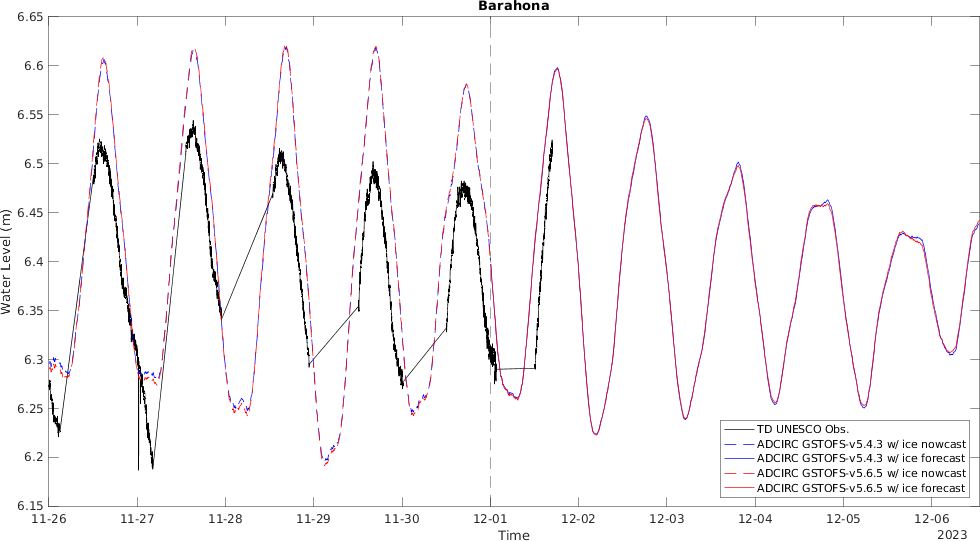 Barahona
6.65
6.6
6.55
6.5
6.45
6.4
6.35
6.3
6.25
6.2
6.15
Water Level (m)
TD UNESCO Obs.
ADCIRC GSTOFS-v5.4.3 w/ ice nowcast
ADCIRC GSTOFS-v5.4.3 w/ ice forecast
ADCIRC GSTOFS-v5.6.5 w/ ice nowcast
ADCIRC GSTOFS-v5.6.5 w/ ice forecast
11-26 11-27 11-28 11-29 11-30 12-01 12-02 12-03 12-04 12-05 12-06
Time
2023